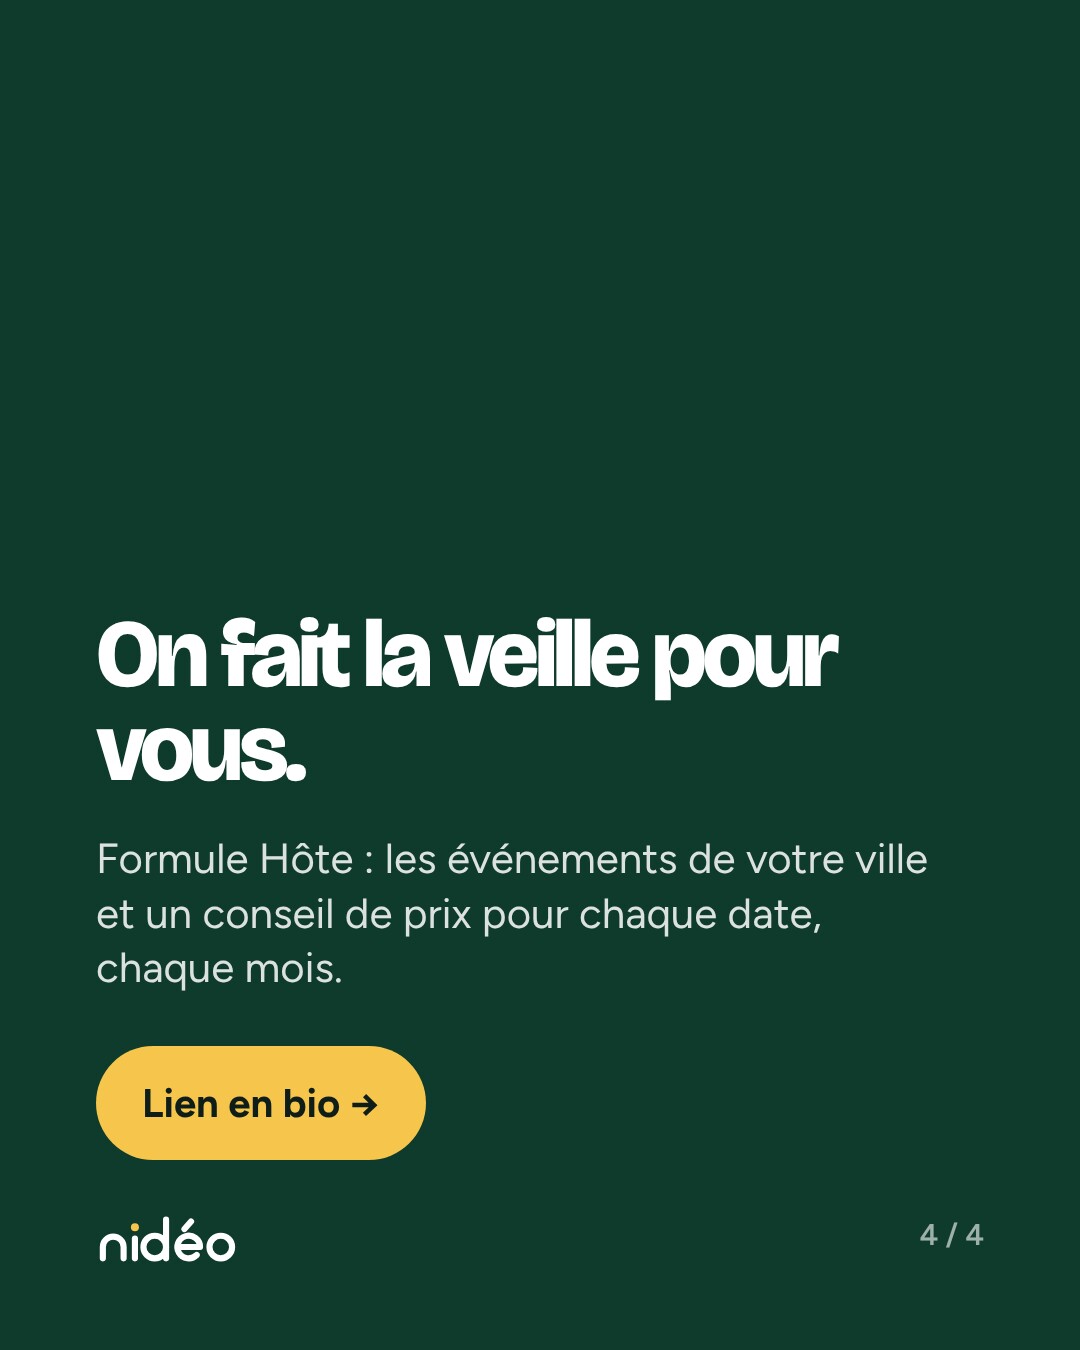 On fait la veille pour
vous.
Formule Hôte : les événements de votre ville
et un conseil de prix pour chaque date,
chaque mois.
Lien en bio →
nidéo
4 / 4